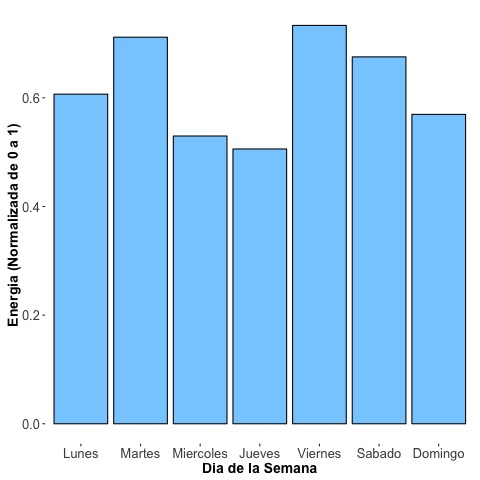 Energia (Normalizada de 0 a 1)
0.6
0.4
0.2
0.0
Lunes Martes Miercoles Jueves Viernes Sabado Domingo
Dia de la Semana